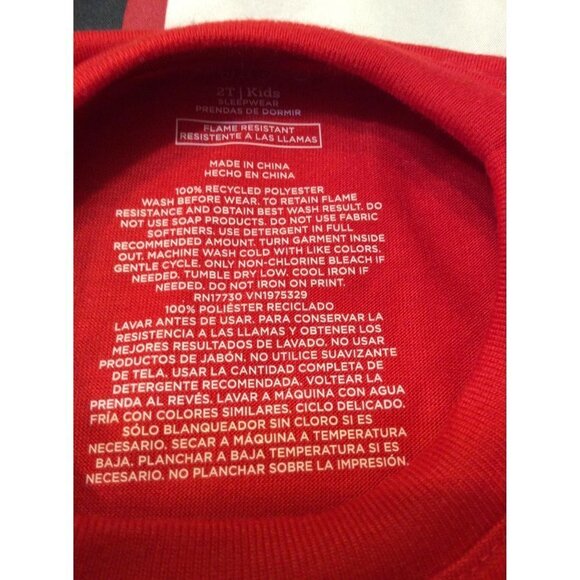 2T | Kids
SLEEPWEAR
PRENDAS DE DORMIR
FLAME RESISTANT
RESISTENTE A LAS LLAMAS
MADE IN CHINA
HECHO EN CHINA
100% RECYCLED POLYESTER
WASH BEFORE WEAR. TO RETAIN FLAME
RESISTANCE AND OBTAIN BEST WASH RESULT. DO
NOT USE SOAP PRODUCTS. DO NOT USE FABRIC
SOFTENERS. USE DETERGENT IN FULL
RECOMMENDED AMOUNT. TURN GARMENT INSIDE
OUT. MACHINE WASH COLD WITH LIKE COLORS.
GENTLE CYCLE. ONLY NON-CHLORINE BLEACH IF
NEEDED. TUMBLE DRY LOW. COOL IRON IF
NEEDED. DO NOT IRON ON PRINT.
RN17730 VN1975329
100% POLIÉSTER RECICLADO
LAVAR ANTES DE USAR. PARA CONSERVAR LA
RESISTENCIA A LAS LLAMAS Y OBTENER LOS
MEJORES RESULTADOS DE LAVADO. NO USAR
PRODUCTOS DE JABÓN. NO UTILICE SUAVIZANTE
DE TELA. USAR LA CANTIDAD COMPLETA DE
DETERGENTE RECOMENDADA. VOLTEAR LA
PRENDA AL REVÉS. LAVAR A MÁQUINA CON AGUA
FRÍA CON COLORES SIMILARES. CICLO DELICADO.
SÓLO BLANQUEADOR SIN CLORO SI ES
NECESARIO. SECAR A MÁQUINA A TEMPERATURA
BAJA. PLANCHAR A BAJA TEMPERATURA SI ES
NECESARIO. NO PLANCHAR SOBRE LA IMPRESIÓN.